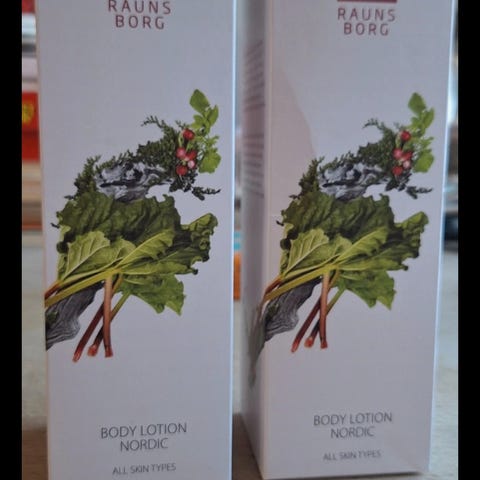 RAUNS
BORG
BODY LOTION
NORDIC
ALL SKIN TYPES
RAUNS
BORG
BODY LOTION
NORDIC
ALL SKIN TYPES